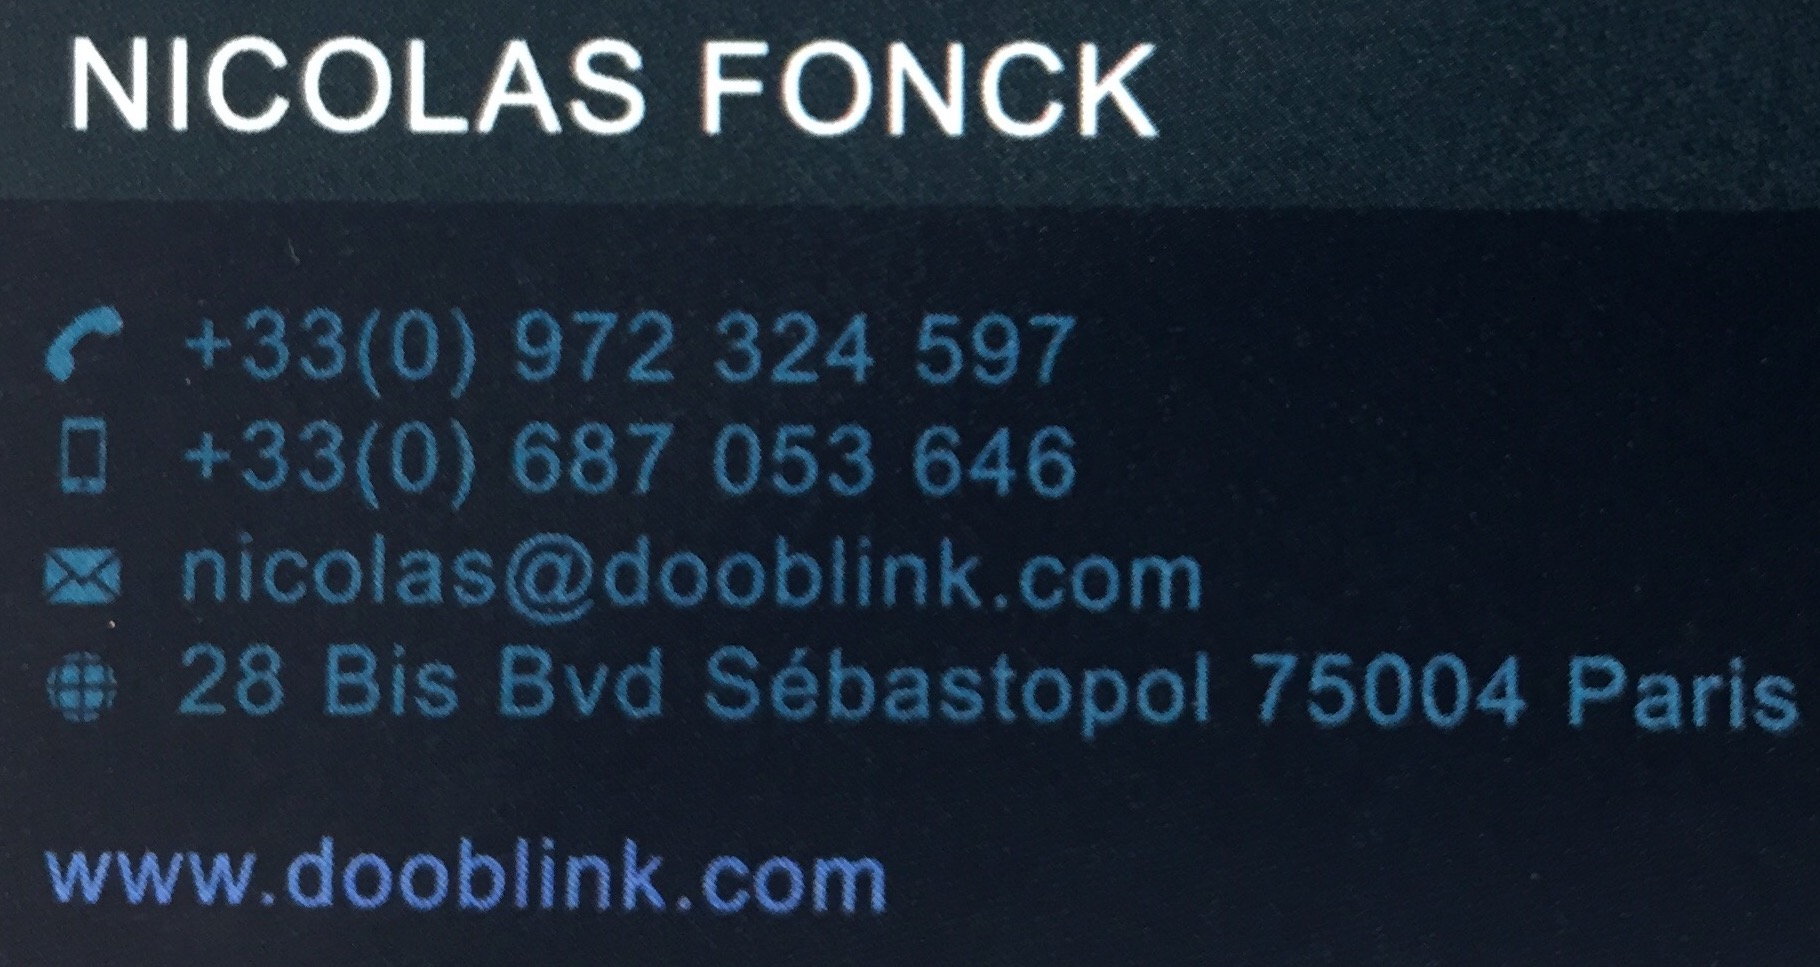 NICOLAS FONCK
+33(0) 972 324 597
+33(0) 687 053 646
nicolas@dooblink.com
28 Bis Bvd Sébastopol 75004 Paris
www.dooblink.com